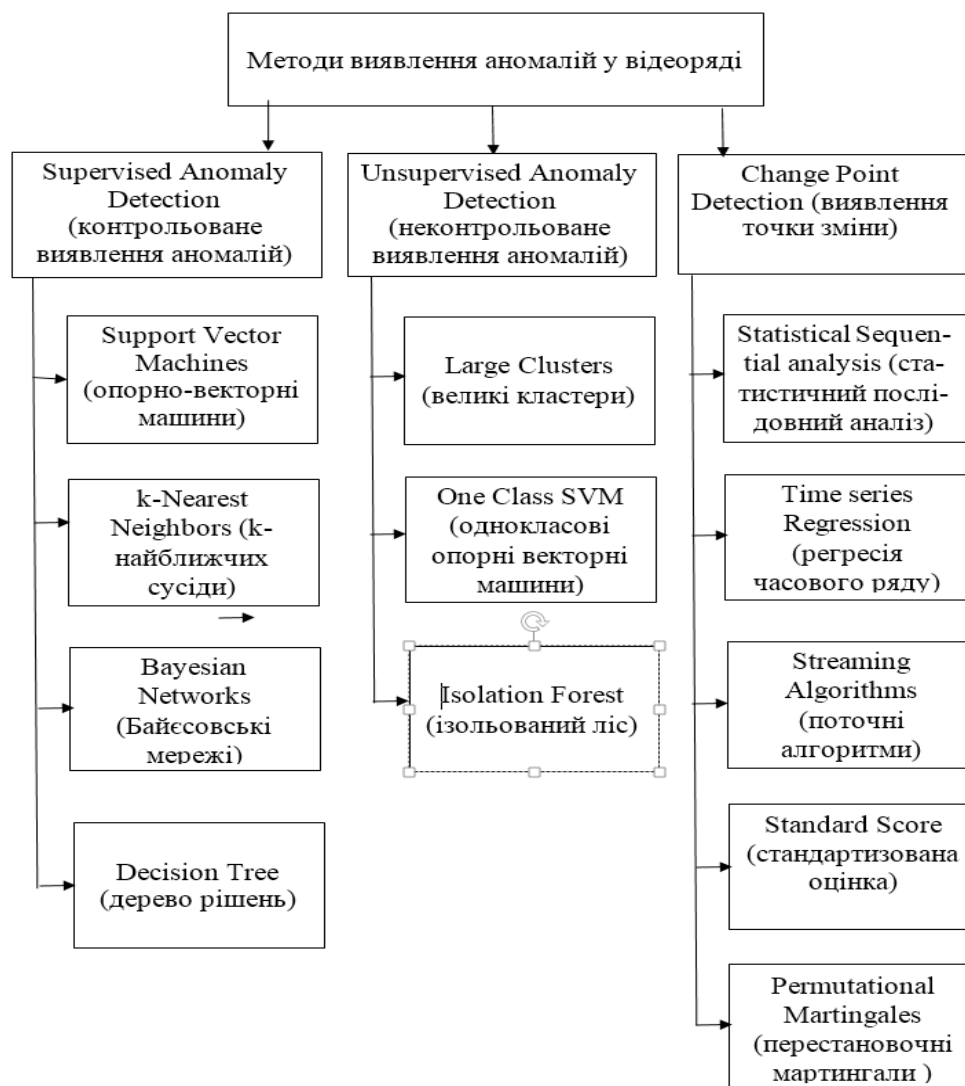 Методи виявлення аномалій у відеоряді
Supervised Anomaly
Detection
(контрольоване
виявлення аномалій)
Unsupervised Anomaly
Detection
(неконтрольоване
виявлення аномалій)
Change Point
Detection (виявлення
точки зміни)
Support Vector
Machines
(опорно-векторні
машини)
k-Nearest
Neighbors (k-
найближчих
сусіди)
Bayesian
Networks
(Байєсовські
мережі)
Decision Tree
(дерево рішень)
Large Clusters
(великі кластери)
One Class SVM
(однокласові
опорні векторні
машини)
Isolation Forest
(ізольований ліс)
Statistical Sequen-
tial analysis (ста-
тистичний послі-
довний аналіз)
Time series
Regression
(регресія
часового ряду)
Streaming
Algorithms
(поточні
алгоритми)
Standard Score
(стандартизована
оцінка)
Permutational
Martingales
(перестановочні
мартингали )